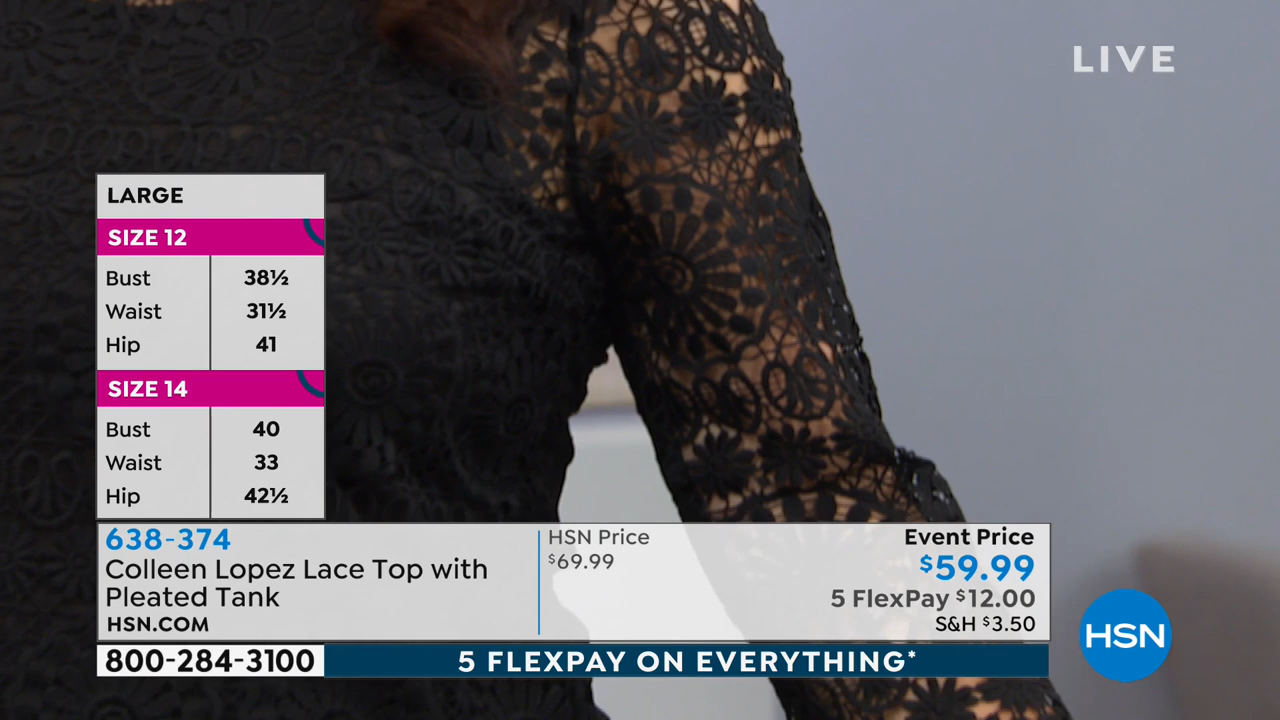 LIVE
LARGE
SIZE 12
Bust 38½
Waist 31½
Hip 41
SIZE 14
Bust 40
Waist 33
Hip 42½
638-374
Colleen Lopez Lace Top with
Pleated Tank
HSN.COM
HSN Price
$69.99
Event Price
$59.99
5 FlexPay $12.00
S&H $3.50
800-284-3100
5 FLEXPAY ON EVERYTHING*
HSN